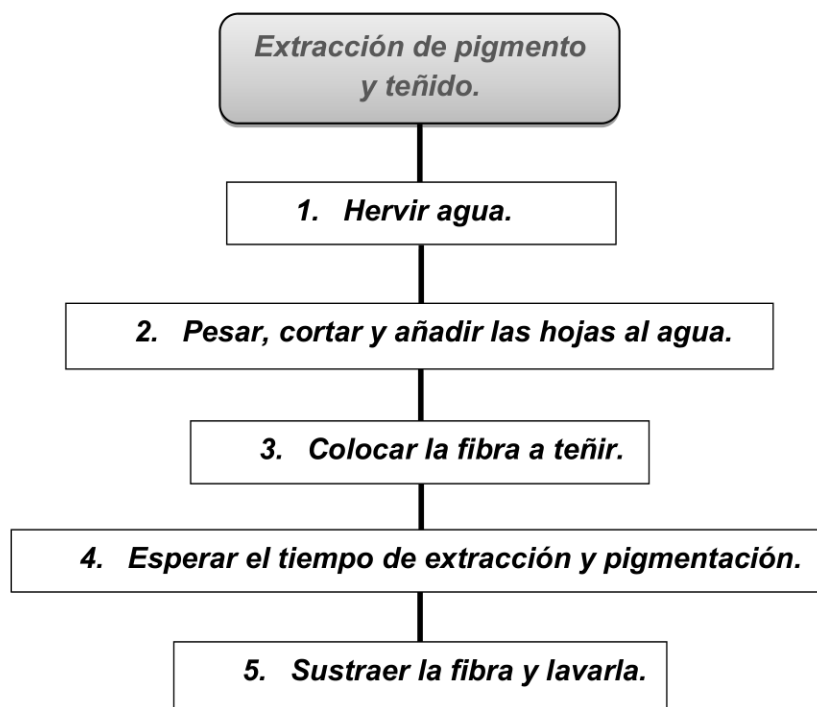 Extracción de pigmento
y teñido.
1. Hervir agua.
2. Pesar, cortar y añadir las hojas al agua.
3. Colocar la fibra a teñir.
4. Esperar el tiempo de extracción y pigmentación.
5. Sustraer la fibra y lavarla.